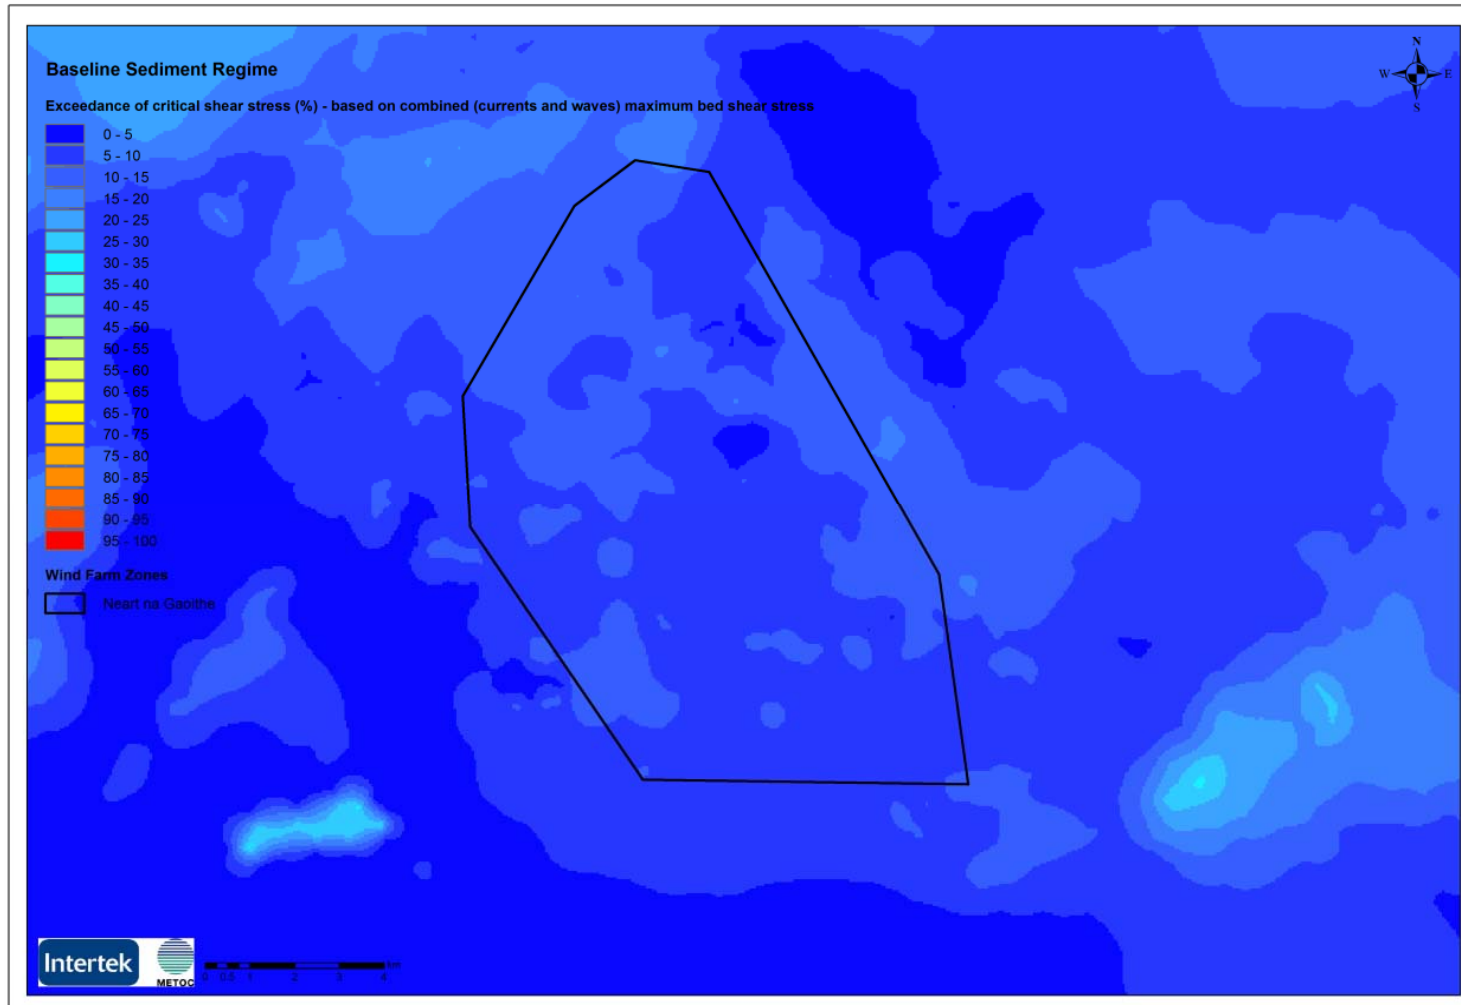 Baseline Sediment Regime
N
W E
S
Exceedance of critical shear stress (%) - based on combined (currents and waves) maximum bed shear stress
0 - 5
5 - 10
10 - 15
15 - 20
20 - 25
25 - 30
30 - 35
35 - 40
40 - 45
45 - 50
50 - 55
55 - 60
60 - 65
65 - 70
70 - 75
75 - 80
80 - 85
85 - 90
90 - 95
95 - 100
Wind Farm Zones
Neart na Gaoithe
Intertek
METOC
km
0 0.5 1 2 3 4